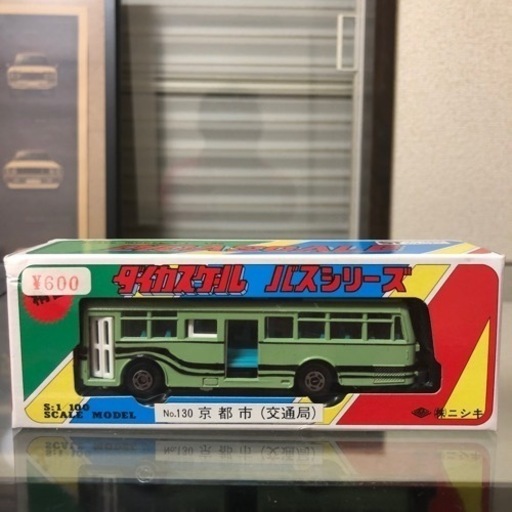 ¥600
ダイカスケール バスシリーズ
S:1/100
SCALE MODEL
No.130 京都市(交通局)
㈱ニシキ